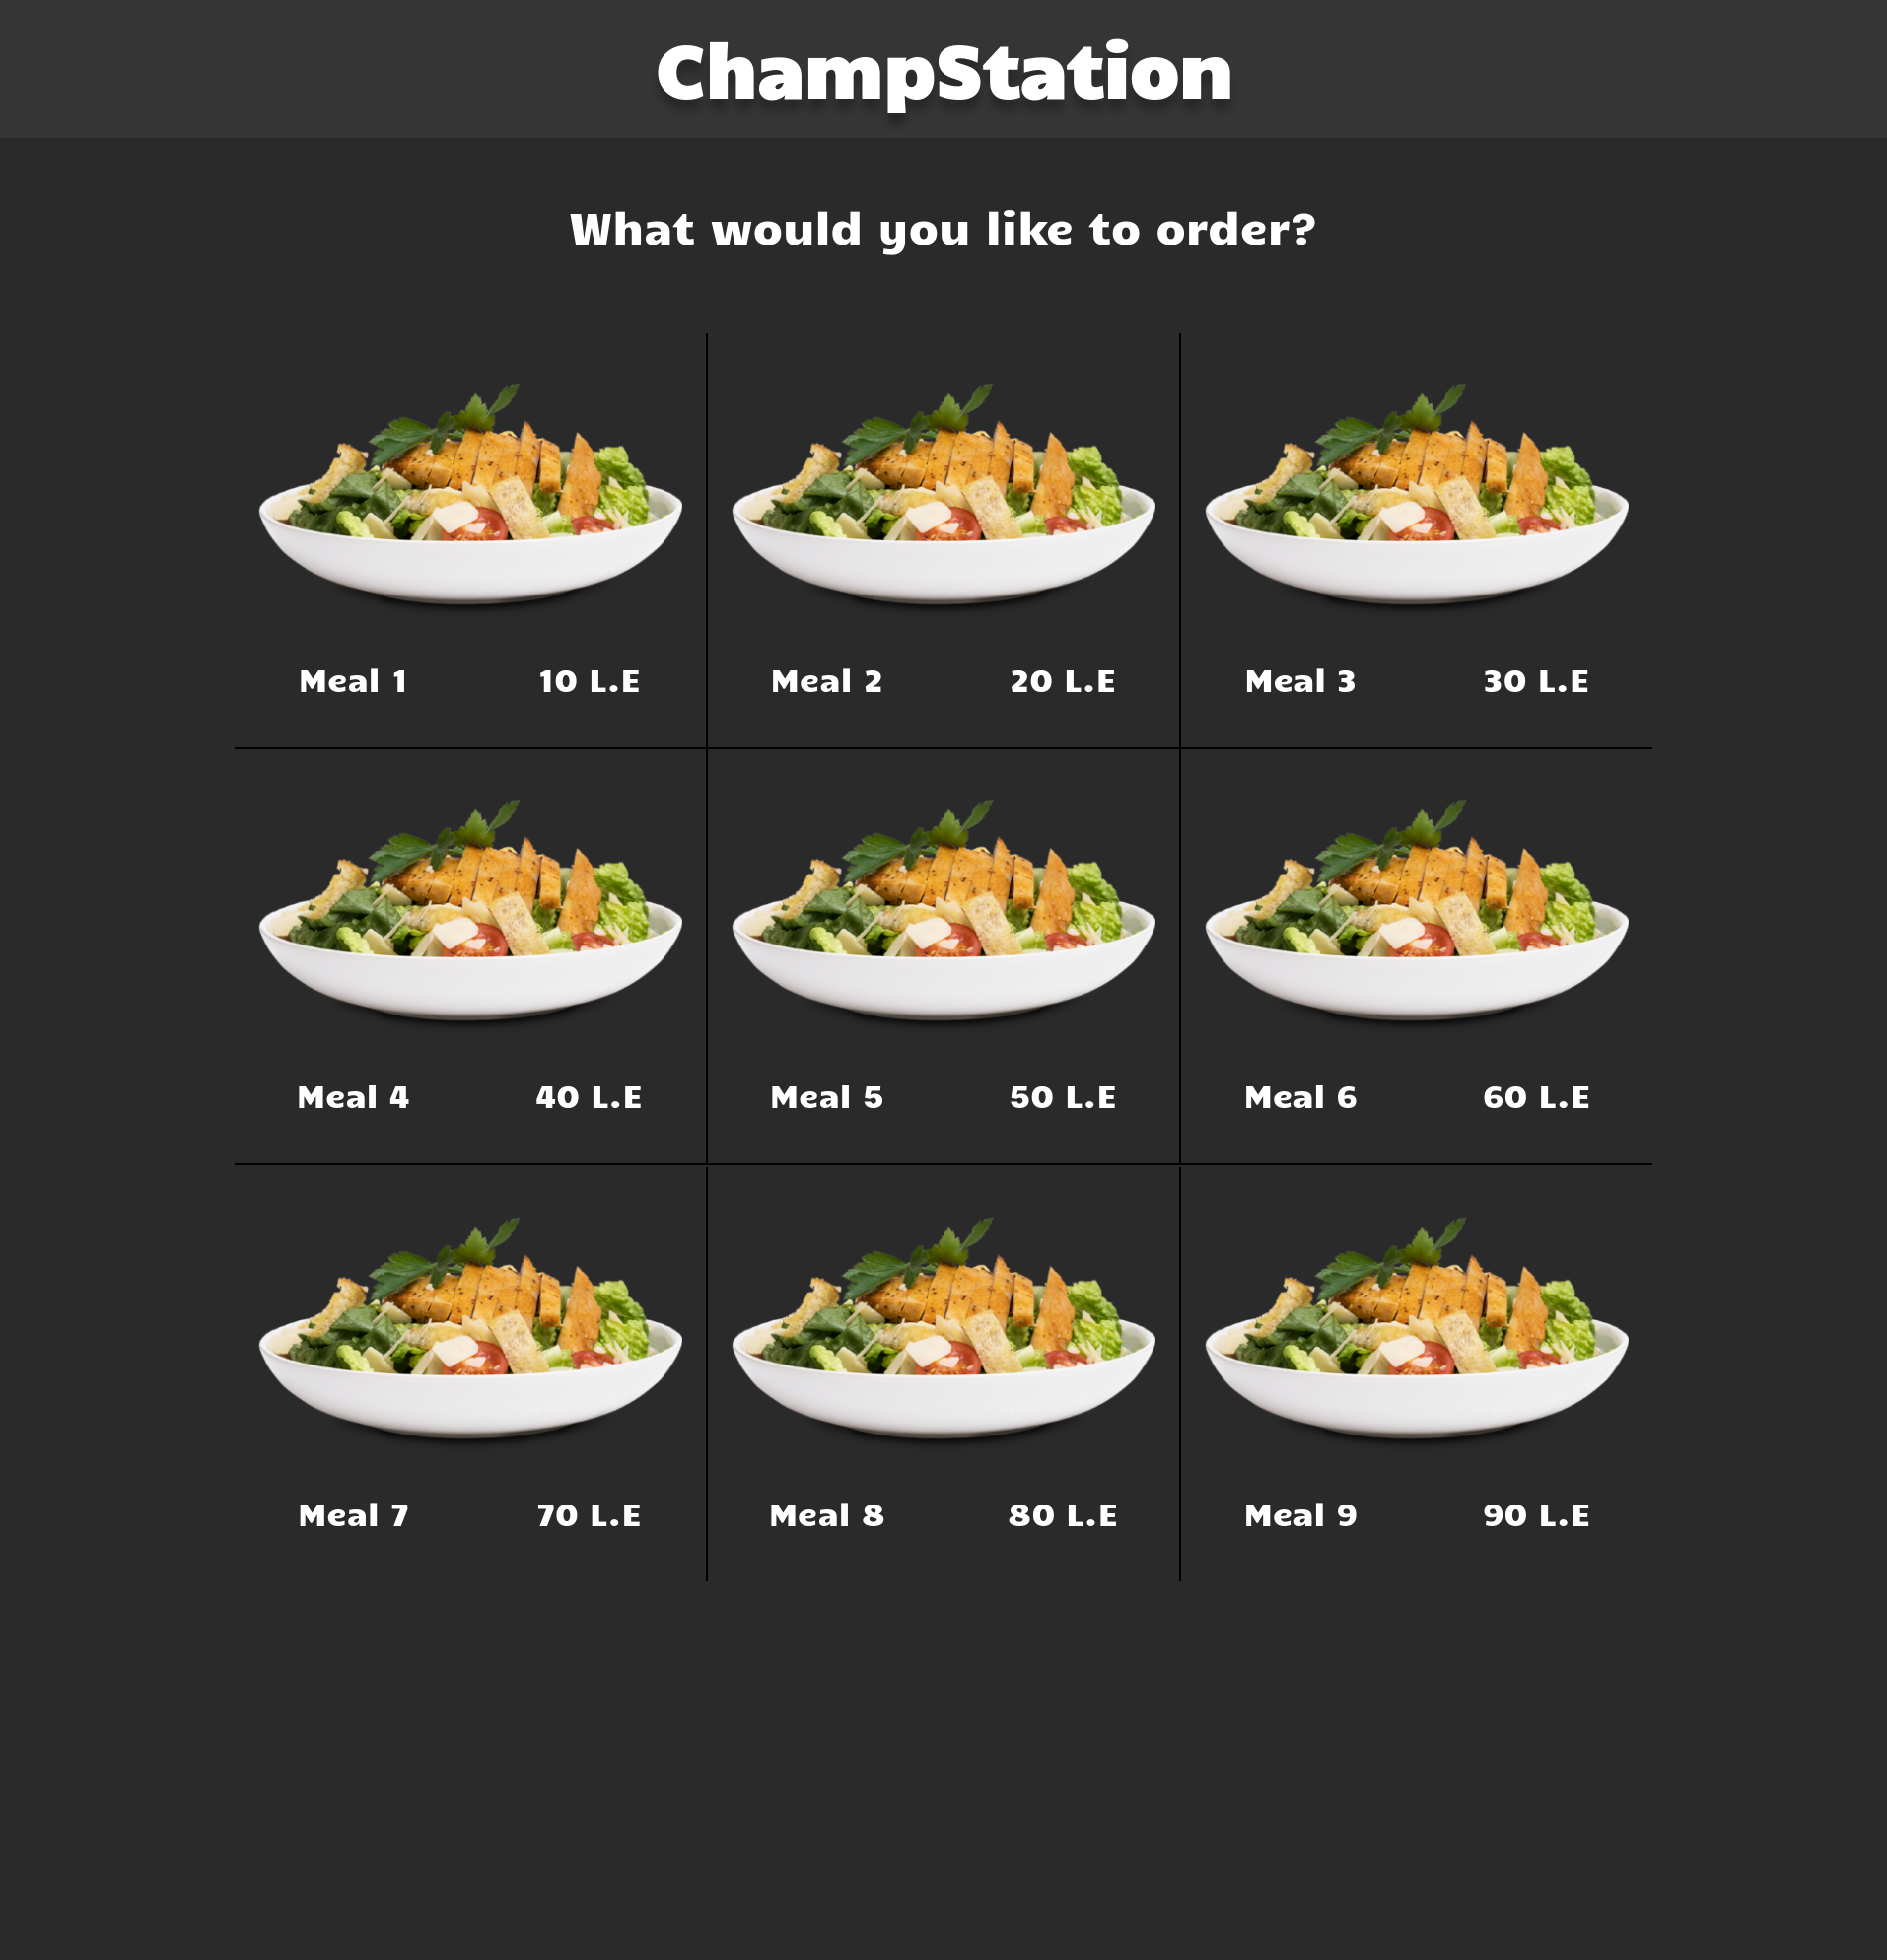 ChampStation
What would you like to order?
Meal 1 10 L.E
Meal 2 20 L.E
Meal 3 30 L.E
Meal 4 40 L.E
Meal 5 50 L.E
Meal 6 60 L.E
Meal 7 70 L.E
Meal 8 80 L.E
Meal 9 90 L.E